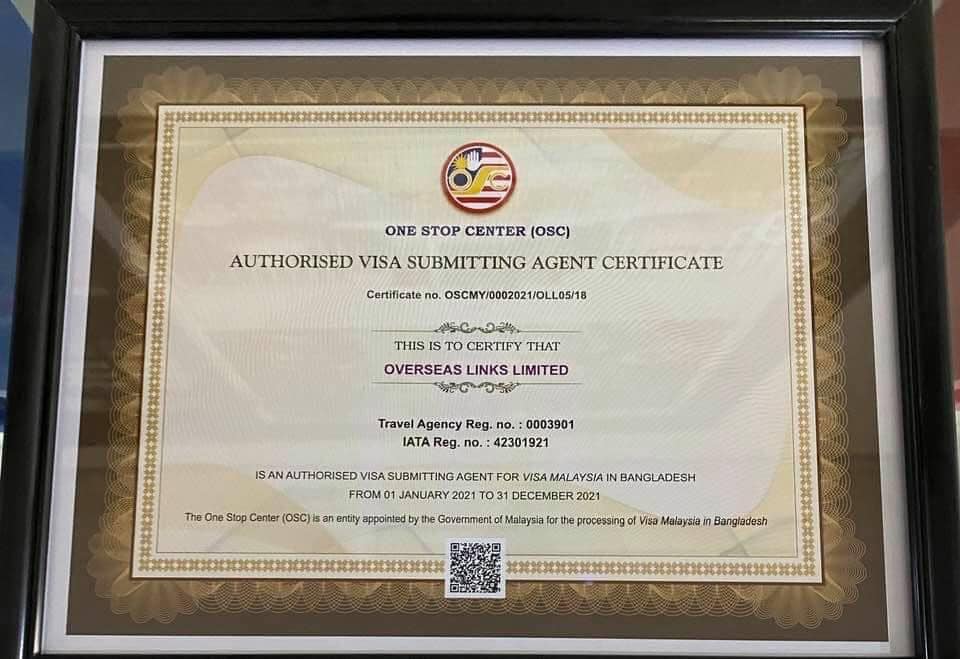 OSC
ONE STOP CENTER (OSC)
AUTHORISED VISA SUBMITTING AGENT CERTIFICATE
Certificate no. OSCMY/0002021/OLL05/18
THIS IS TO CERTIFY THAT
OVERSEAS LINKS LIMITED
Travel Agency Reg. no. : 0003901
IATA Reg. no. : 42301921
IS AN AUTHORISED VISA SUBMITTING AGENT FOR VISA MALAYSIA IN BANGLADESH
FROM 01 JANUARY 2021 TO 31 DECEMBER 2021
The One Stop Center (OSC) is an entity appointed by the Government of Malaysia for the processing of Visa Malaysia in Bangladesh